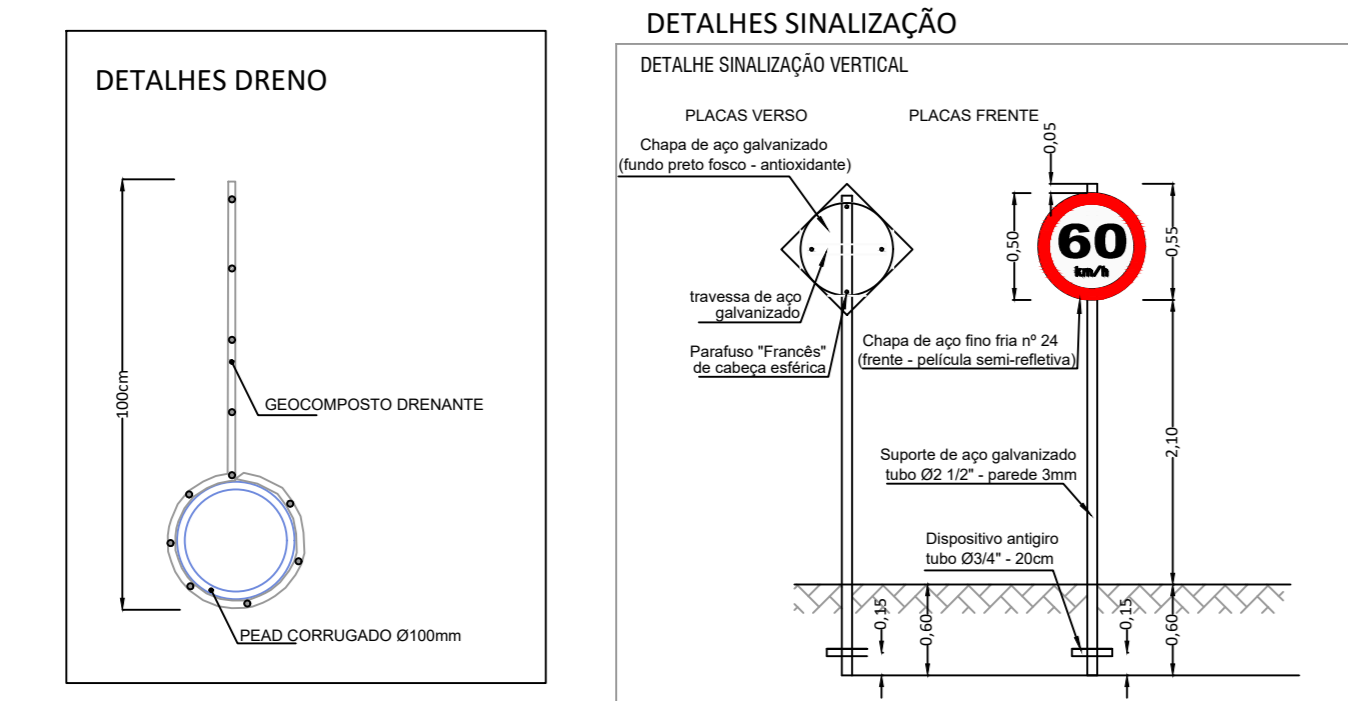 DETALHES DRENO
100cm
GEOCOMPOSTO DRENANTE
PEAD CORRUGADO Ø100mm
DETALHES SINALIZAÇÃO
DETALHE SINALIZAÇÃO VERTICAL
PLACAS VERSO
Chapa de aço galvanizado
(fundo preto fosco - antioxidante)
travessa de aço
galvanizado
Parafuso "Francês"
de cabeça esférica
0,15
0,60
PLACAS FRENTE
0,05
0,50
60
km/h
0,55
Chapa de aço fino fria nº 24
(frente - película semi-refletiva)
2,10
Suporte de aço galvanizado
tubo Ø2 1/2" - parede 3mm
Dispositivo antigiro
tubo Ø3/4" - 20cm
0,15
0,60